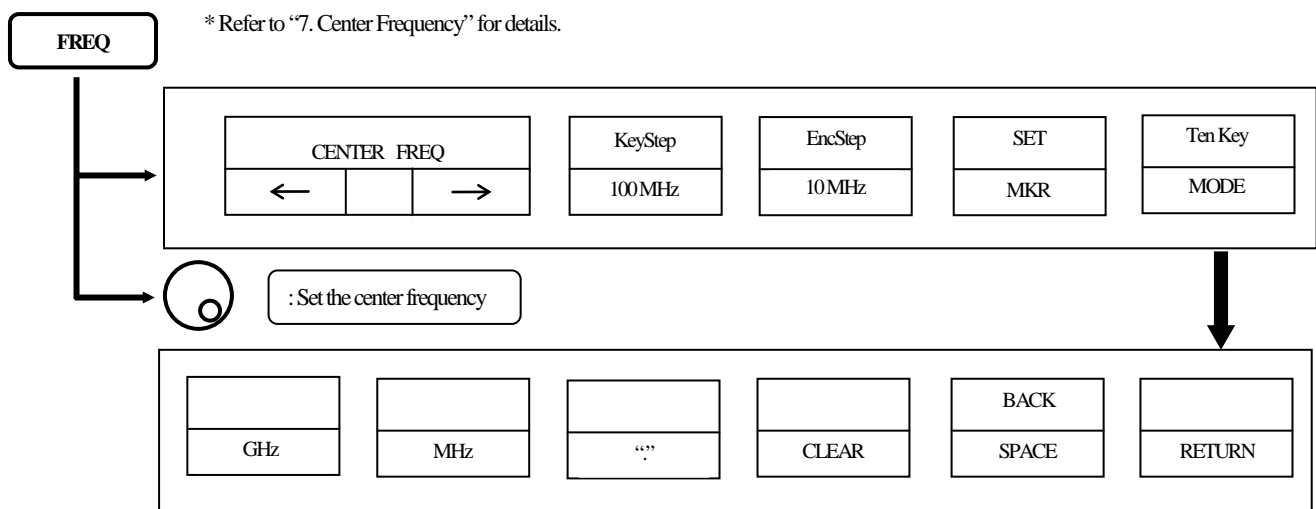 * Refer to “7. Center Frequency” for details.
FREQ
CENTER FREQ
← →
KeyStep
100 MHz
EncStep
10 MHz
SET
MKR
Ten Key
MODE
: Set the center frequency
GHz
MHz
“.”
CLEAR
BACK
SPACE
RETURN